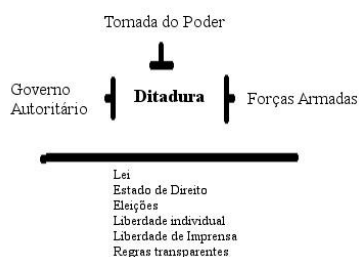 Tomada do Poder
Governo
Autoritário
Ditadura
Forças Armadas
Lei
Estado de Direito
Eleições
Liberdade individual
Liberdade de Imprensa
Regras transparentes